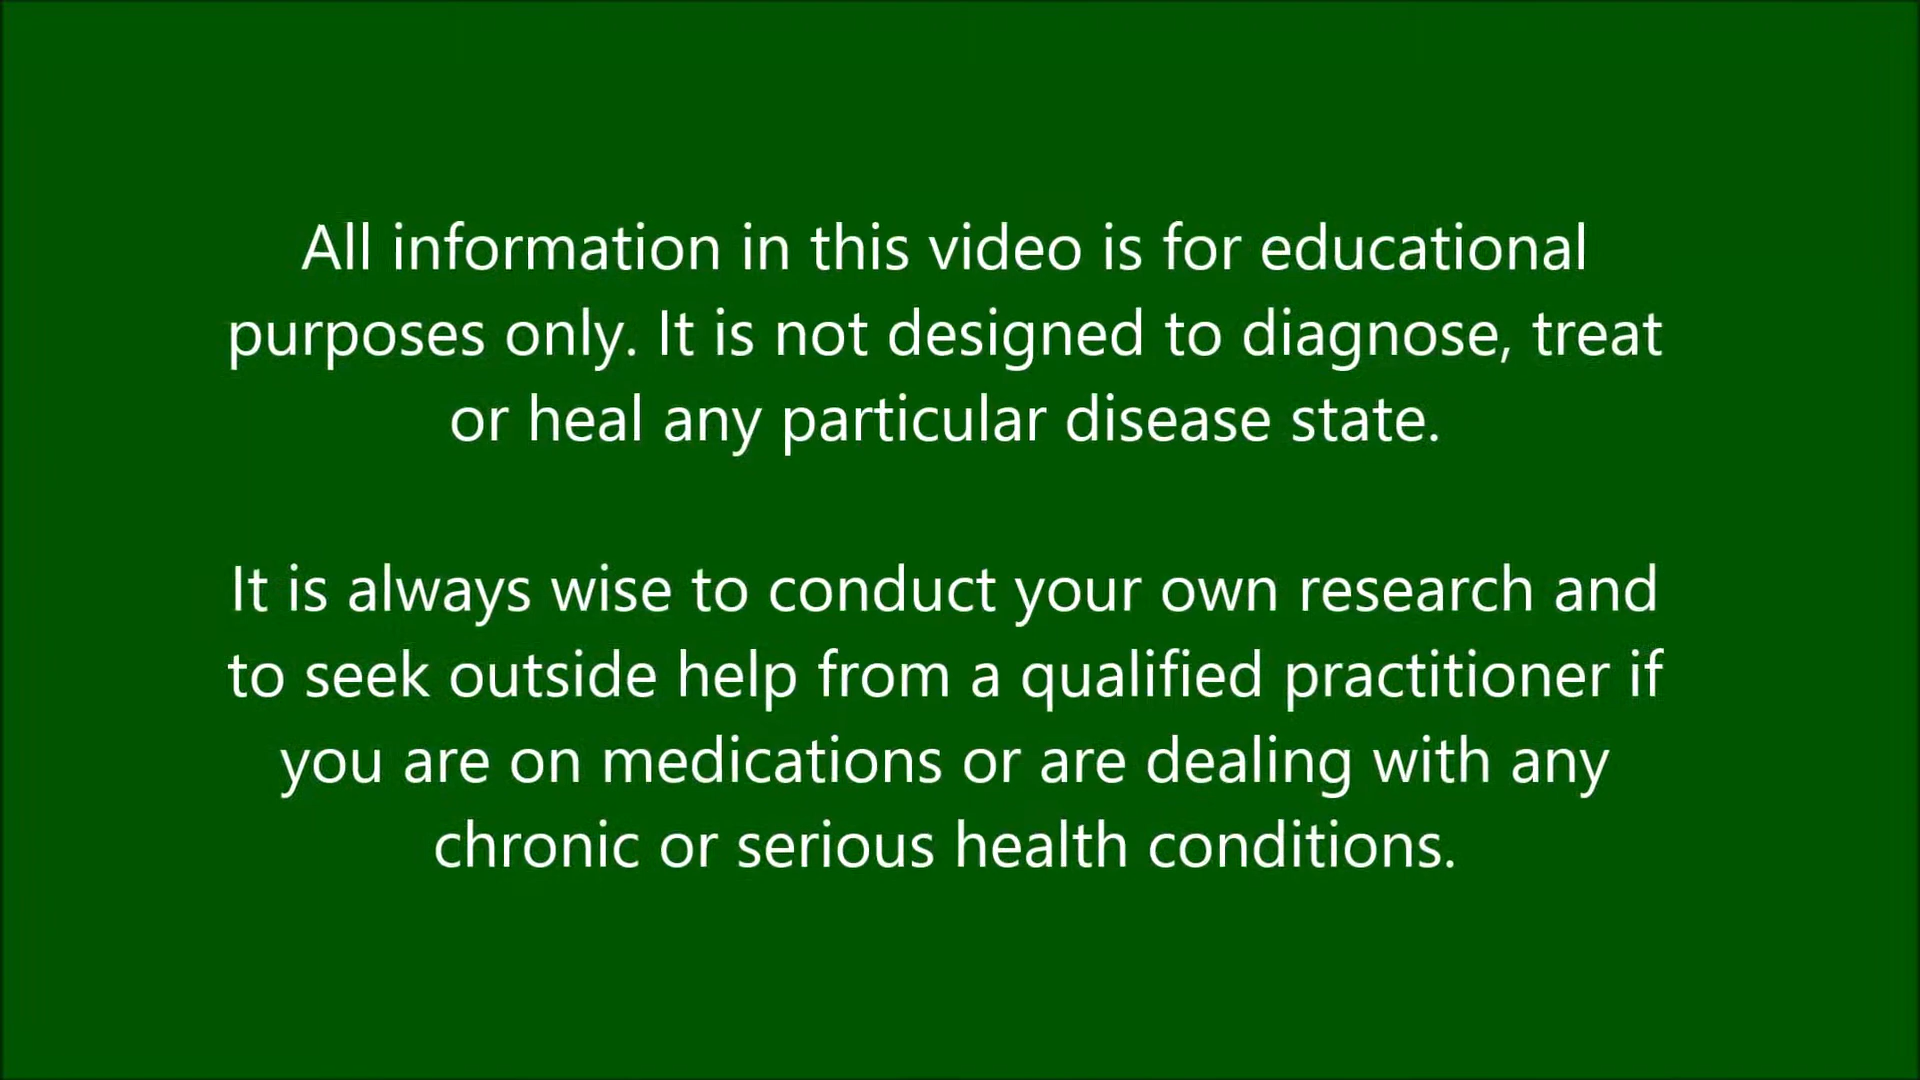 All information in this video is for educational
purposes only. It is not designed to diagnose, treat
or heal any particular disease state.
It is always wise to conduct your own research and
to seek outside help from a qualified practitioner if
you are on medications or are dealing with any
chronic or serious health conditions.